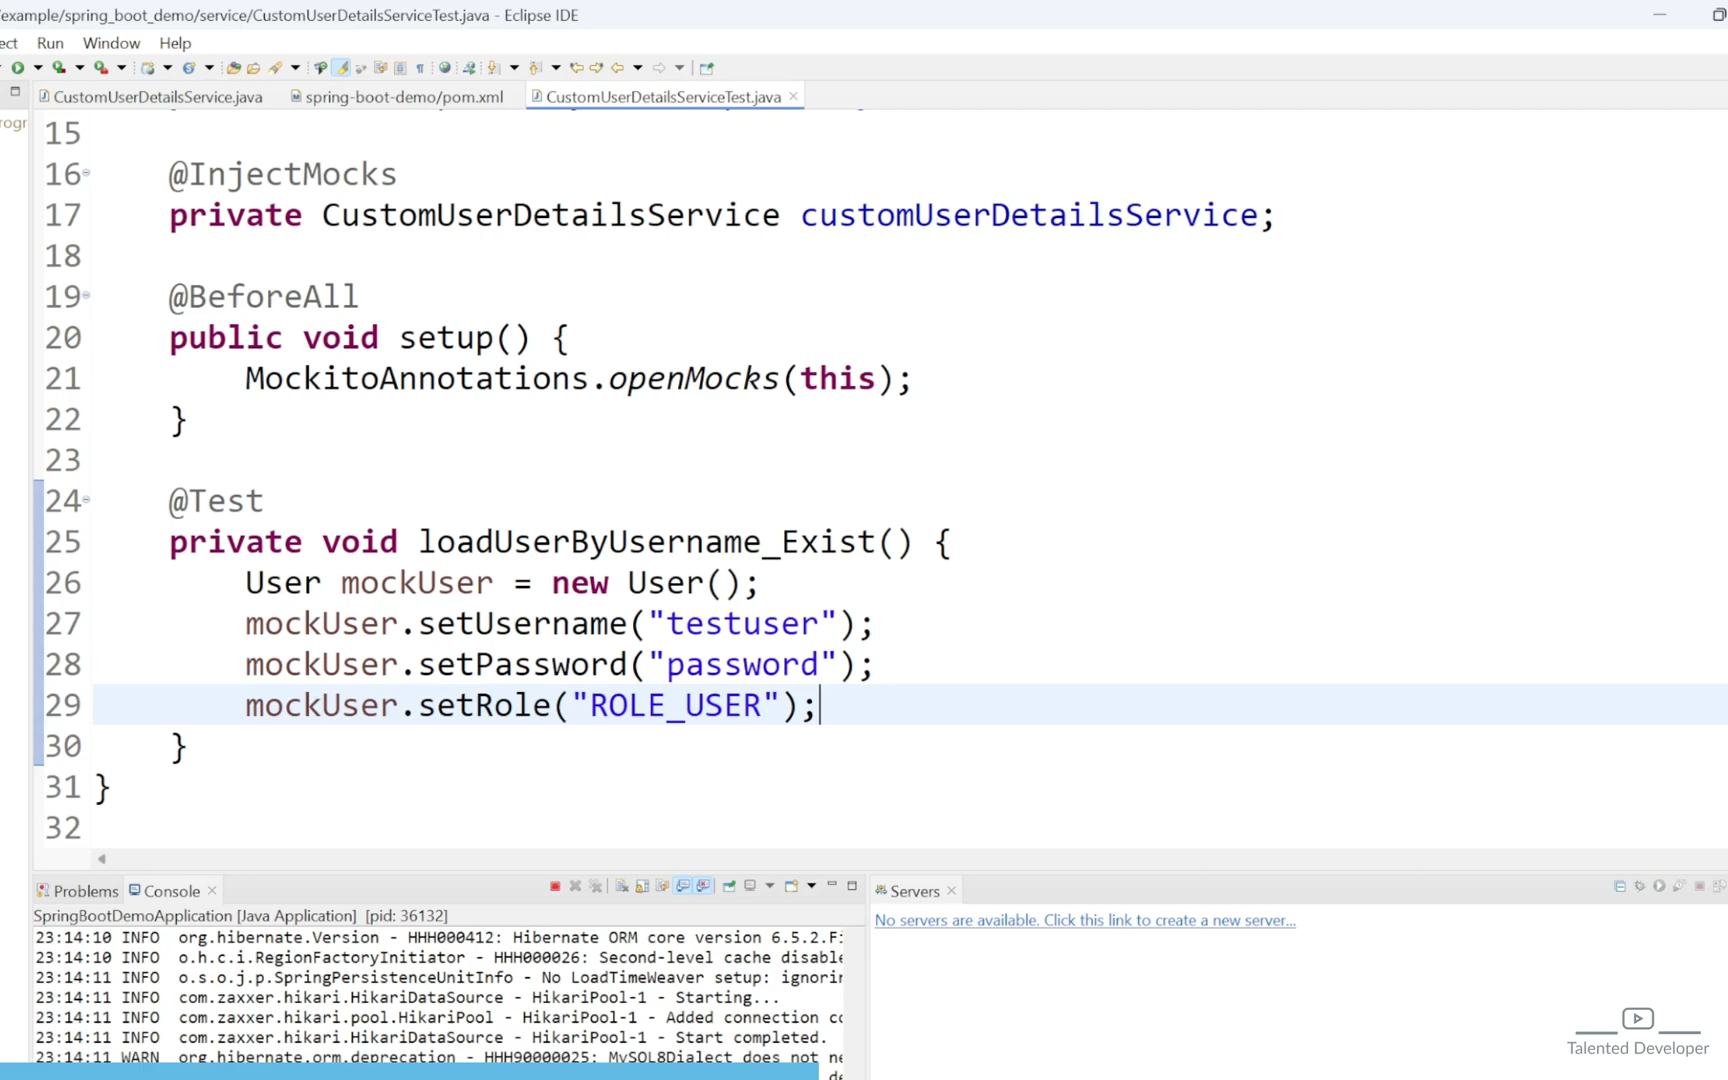 example/spring_boot_demo/service/CustomUserDetailsServiceTest.java - Eclipse IDE
ect Run Window Help
CustomUserDetailsService.java spring-boot-demo/pom.xml CustomUserDetailsServiceTest.java
rogr
15
16 @InjectMocks
17 private CustomUserDetailsService customUserDetailsService;
18
19 @BeforeAll
20 public void setup() {
21 MockitoAnnotations.openMocks(this);
22 }
23
24 @Test
25 private void loadUserByUsername_Exist() {
26 User mockUser = new User();
27 mockUser.setUsername("testuser");
28 mockUser.setPassword("password");
29 mockUser.setRole("ROLE_USER");
30 }
31 }
32
Problems Console
Servers
SpringBootDemoApplication [Java Application] [pid: 36132]
No servers are available. Click this link to create a new server...
23:14:10 INFO org.hibernate.Version - HHH000412: Hibernate ORM core version 6.5.2.Fi
23:14:10 INFO o.h.c.i.RegionFactoryInitiator - HHH000026: Second-level cache disable
23:14:11 INFO o.s.o.j.p.SpringPersistenceUnitInfo - No LoadTimeWeaver setup: ignorin
23:14:11 INFO com.zaxxer.hikari.HikariDataSource - HikariPool-1 - Starting...
23:14:11 INFO com.zaxxer.hikari.pool.HikariPool - HikariPool-1 - Added connection co
23:14:11 INFO com.zaxxer.hikari.HikariDataSource - HikariPool-1 - Start completed.
23:14:11 WARN org.hibernate.orm.deprecation - HHH90000025: MySQL8Dialect does not ne
de
Talented Developer